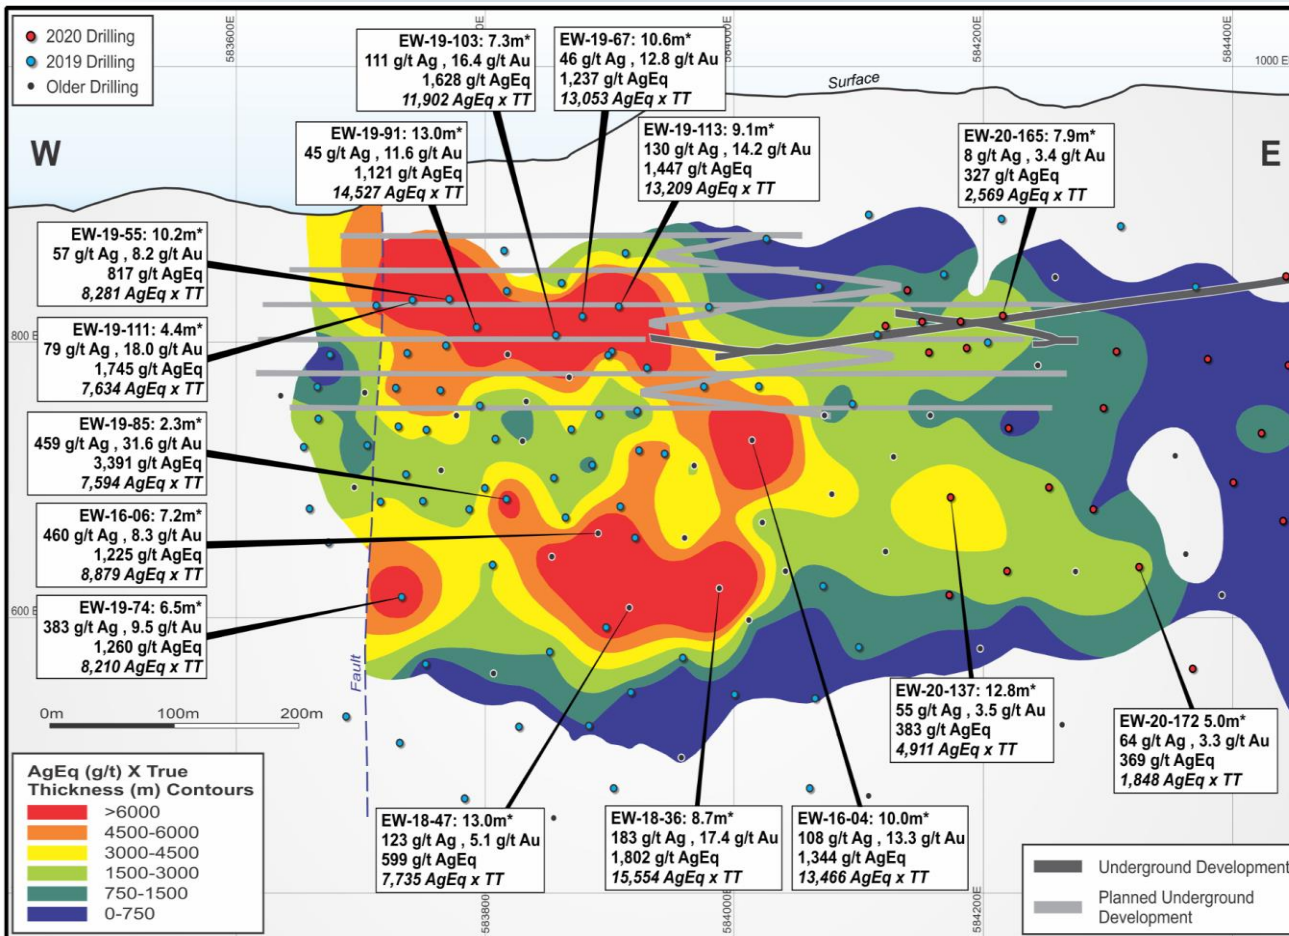 583600E
584000E
584200E
584400E
2020 Drilling
2019 Drilling
Older Drilling
1000 E
Surface
W
E
EW-19-103: 7.3m*
111 g/t Ag , 16.4 g/t Au
1,628 g/t AgEq
11,902 AgEq x TT
EW-19-67: 10.6m*
46 g/t Ag , 12.8 g/t Au
1,237 g/t AgEq
13,053 AgEq x TT
EW-19-91: 13.0m*
45 g/t Ag , 11.6 g/t Au
1,121 g/t AgEq
14,527 AgEq x TT
EW-19-113: 9.1m*
130 g/t Ag , 14.2 g/t Au
1,447 g/t AgEq
13,209 AgEq x TT
EW-20-165: 7.9m*
8 g/t Ag , 3.4 g/t Au
327 g/t AgEq
2,569 AgEq x TT
EW-19-55: 10.2m*
57 g/t Ag , 8.2 g/t Au
817 g/t AgEq
8,281 AgEq x TT
EW-19-111: 4.4m*
79 g/t Ag , 18.0 g/t Au
1,745 g/t AgEq
7,634 AgEq x TT
800 E
EW-19-85: 2.3m*
459 g/t Ag , 31.6 g/t Au
3,391 g/t AgEq
7,594 AgEq x TT
EW-16-06: 7.2m*
460 g/t Ag , 8.3 g/t Au
1,225 g/t AgEq
8,879 AgEq x TT
EW-19-74: 6.5m*
383 g/t Ag , 9.5 g/t Au
1,260 g/t AgEq
8,210 AgEq x TT
600 E
Fault
0m
100m
200m
EW-20-137: 12.8m*
55 g/t Ag , 3.5 g/t Au
383 g/t AgEq
4,911 AgEq x TT
EW-20-172 5.0m*
64 g/t Ag , 3.3 g/t Au
369 g/t AgEq
1,848 AgEq x TT
AgEq (g/t) X True
Thickness (m) Contours
>6000
4500-6000
3000-4500
1500-3000
750-1500
0-750
EW-18-47: 13.0m*
123 g/t Ag , 5.1 g/t Au
599 g/t AgEq
7,735 AgEq x TT
EW-18-36: 8.7m*
183 g/t Ag , 17.4 g/t Au
1,802 g/t AgEq
15,554 AgEq x TT
EW-16-04: 10.0m*
108 g/t Ag , 13.3 g/t Au
1,344 g/t AgEq
13,466 AgEq x TT
Underground Development
Planned Underground
Development
583800E
584000E
584200E